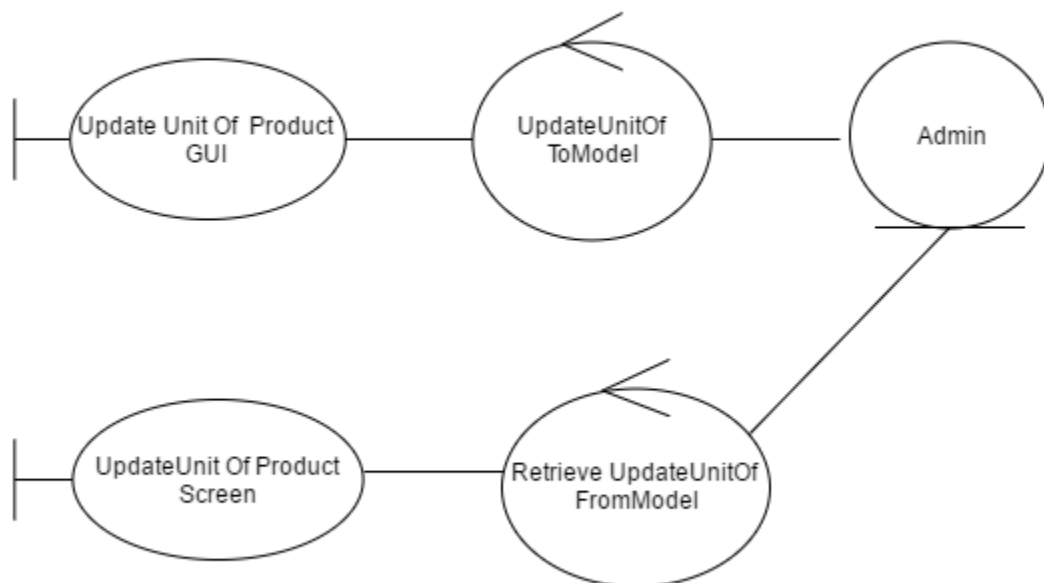 Update Unit Of Product
GUI
UpdateUnitOf
ToModel
Admin
UpdateUnit Of Product
Screen
Retrieve UpdateUnitOf
FromModel